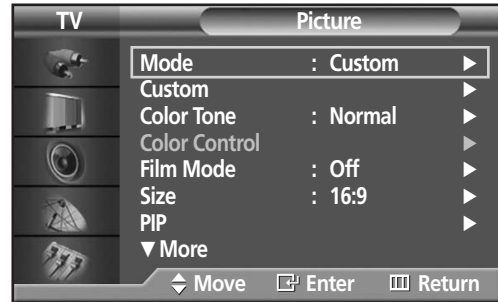 TV Picture
Mode : Custom ▶
Custom ▶
Color Tone : Normal ▶
Color Control ▶
Film Mode : Off ▶
Size : 16:9 ▶
PIP ▶
▼ More
Move Enter Return